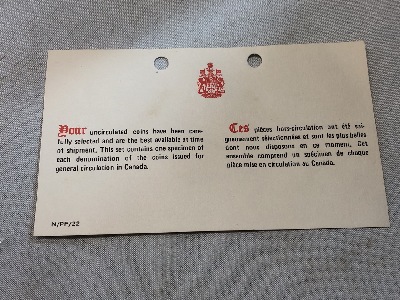 Your uncirculated coins have been care-
fully selected and are the best available at time
of shipment. This set contains one specimen of
each denomination of the coins issued for
general circulation in Canada.
Ces pièces hors-circulation ont été soi-
gneusement sélectionnées et sont les plus belles
dont nous disposons en ce moment. Cet
ensemble comprend un spécimen de chaque
pièce mise en circulation au Canada.
N/PP/22